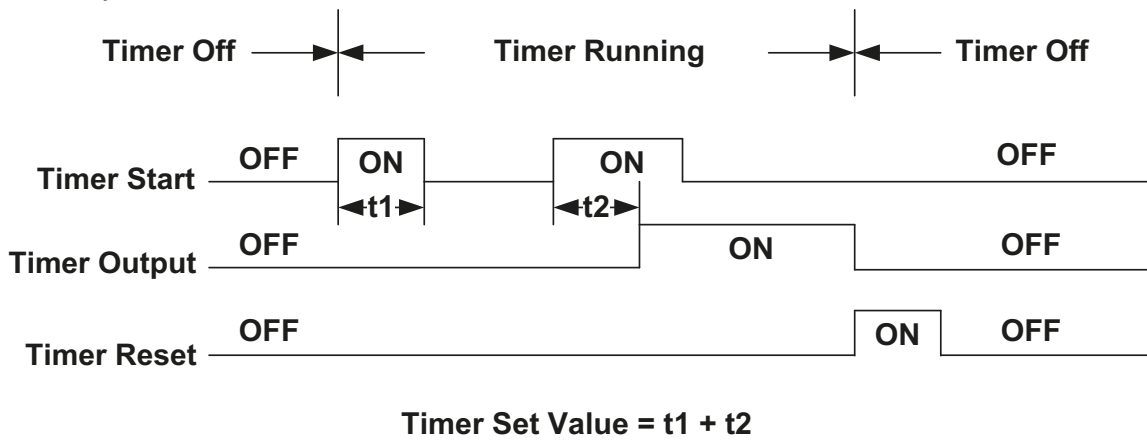 Timer Off Timer Running Timer Off
Timer Start OFF ON ON OFF
t1 t2
Timer Output OFF ON OFF
Timer Reset OFF ON OFF
Timer Set Value = t1 + t2